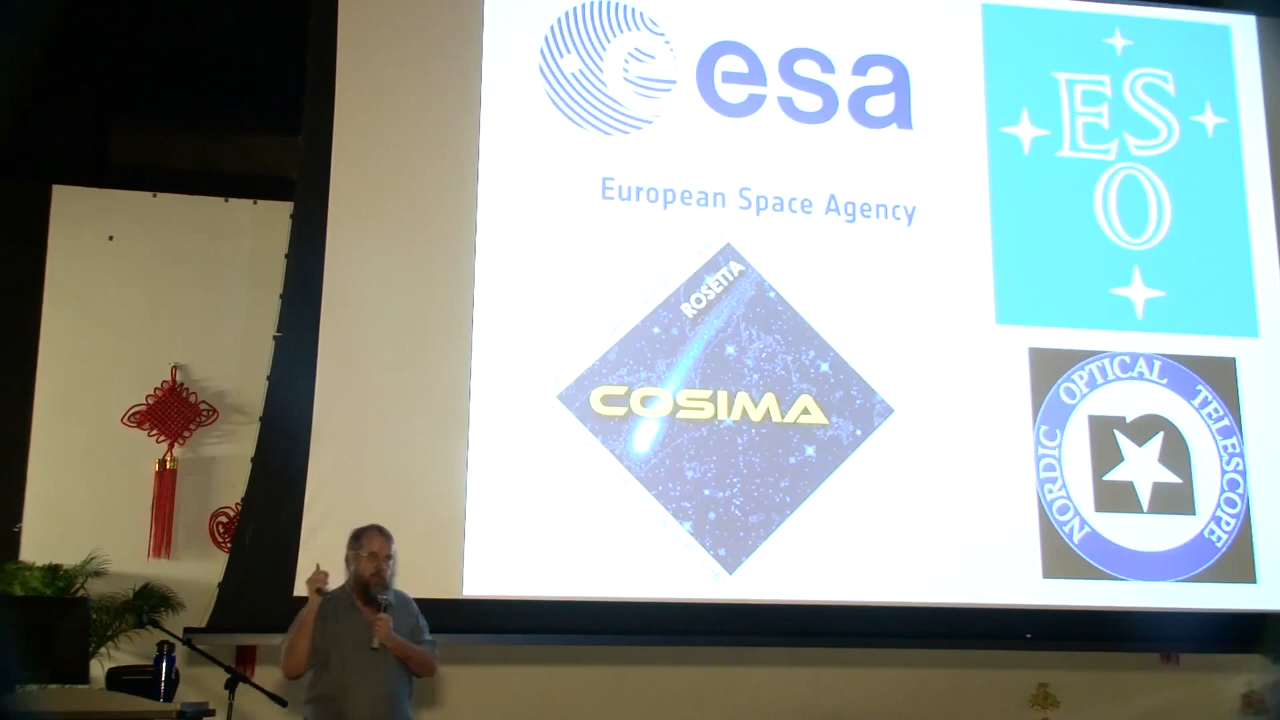 esa
European Space Agency
ES
O
ROSETTA
COSIMA
NORDIC OPTICAL TELESCOPE